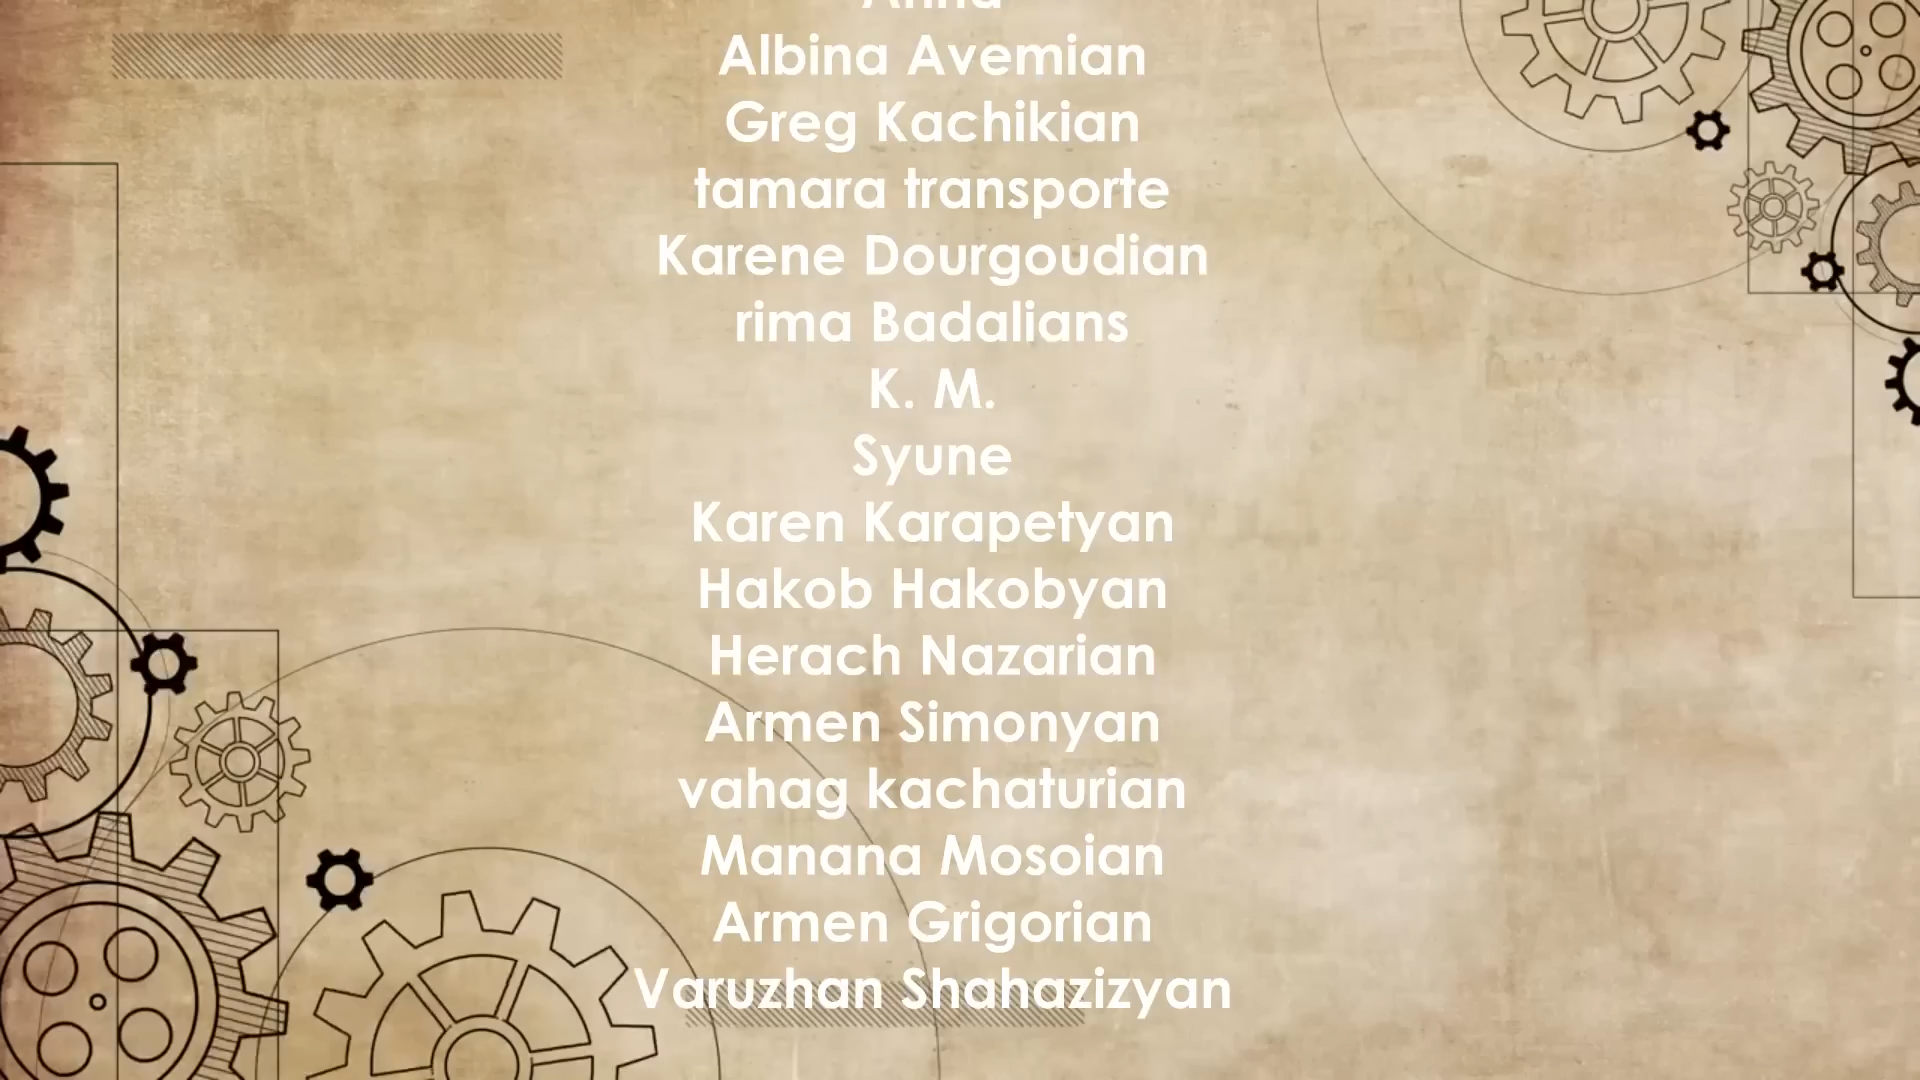 Albina Avemian
Greg Kachikian
tamara transporte
Karene Dourgoudian
rima Badalians
K. M.
Syune
Karen Karapetyan
Hakob Hakobyan
Herach Nazarian
Armen Simonyan
vahag kachaturian
Manana Mosoian
Armen Grigorian
Varuzhan Shahazizyan